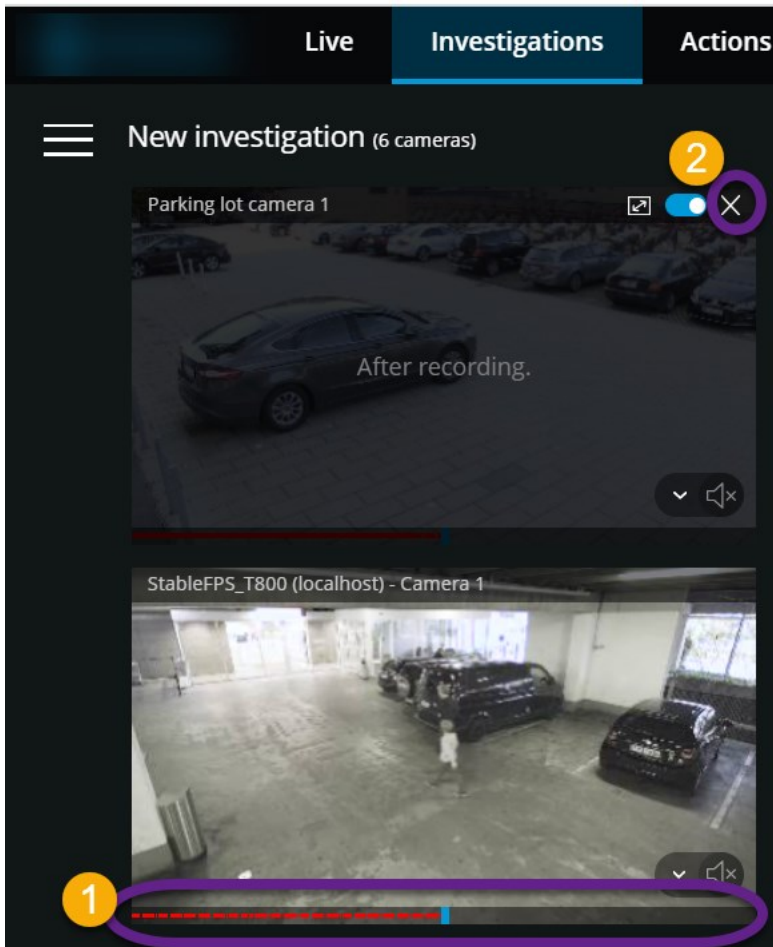 Live Investigations Actions
New investigation (6 cameras)
2
Parking lot camera 1
After recording.
StableFPS_T800 (localhost) - Camera 1
1